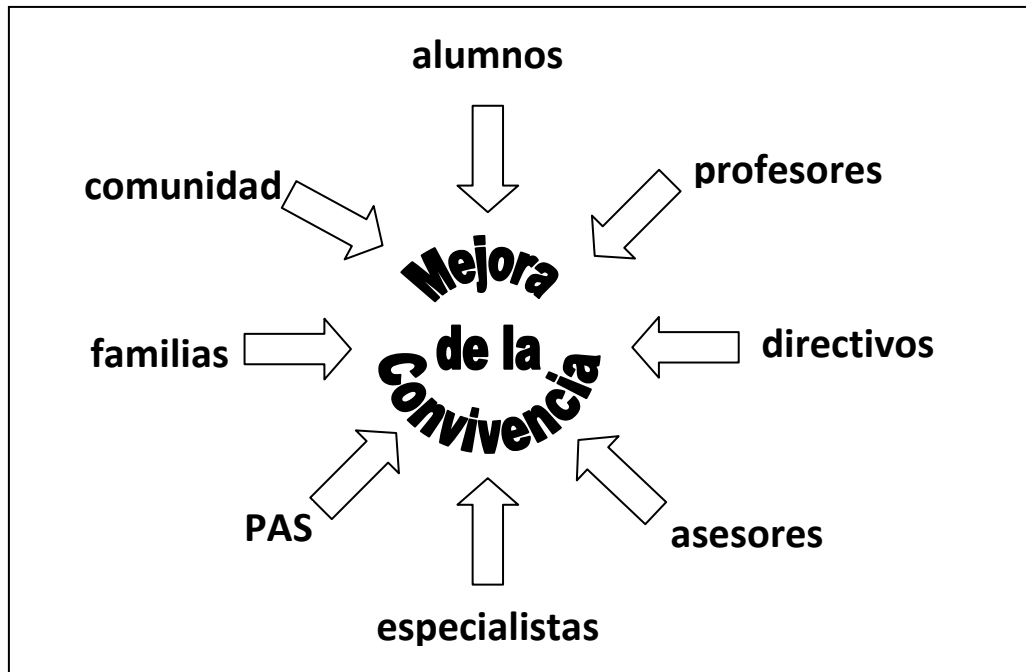 alumnos
profesores
comunidad
Mejora
de la
Convivencia
familias
directivos
PAS
asesores
especialistas